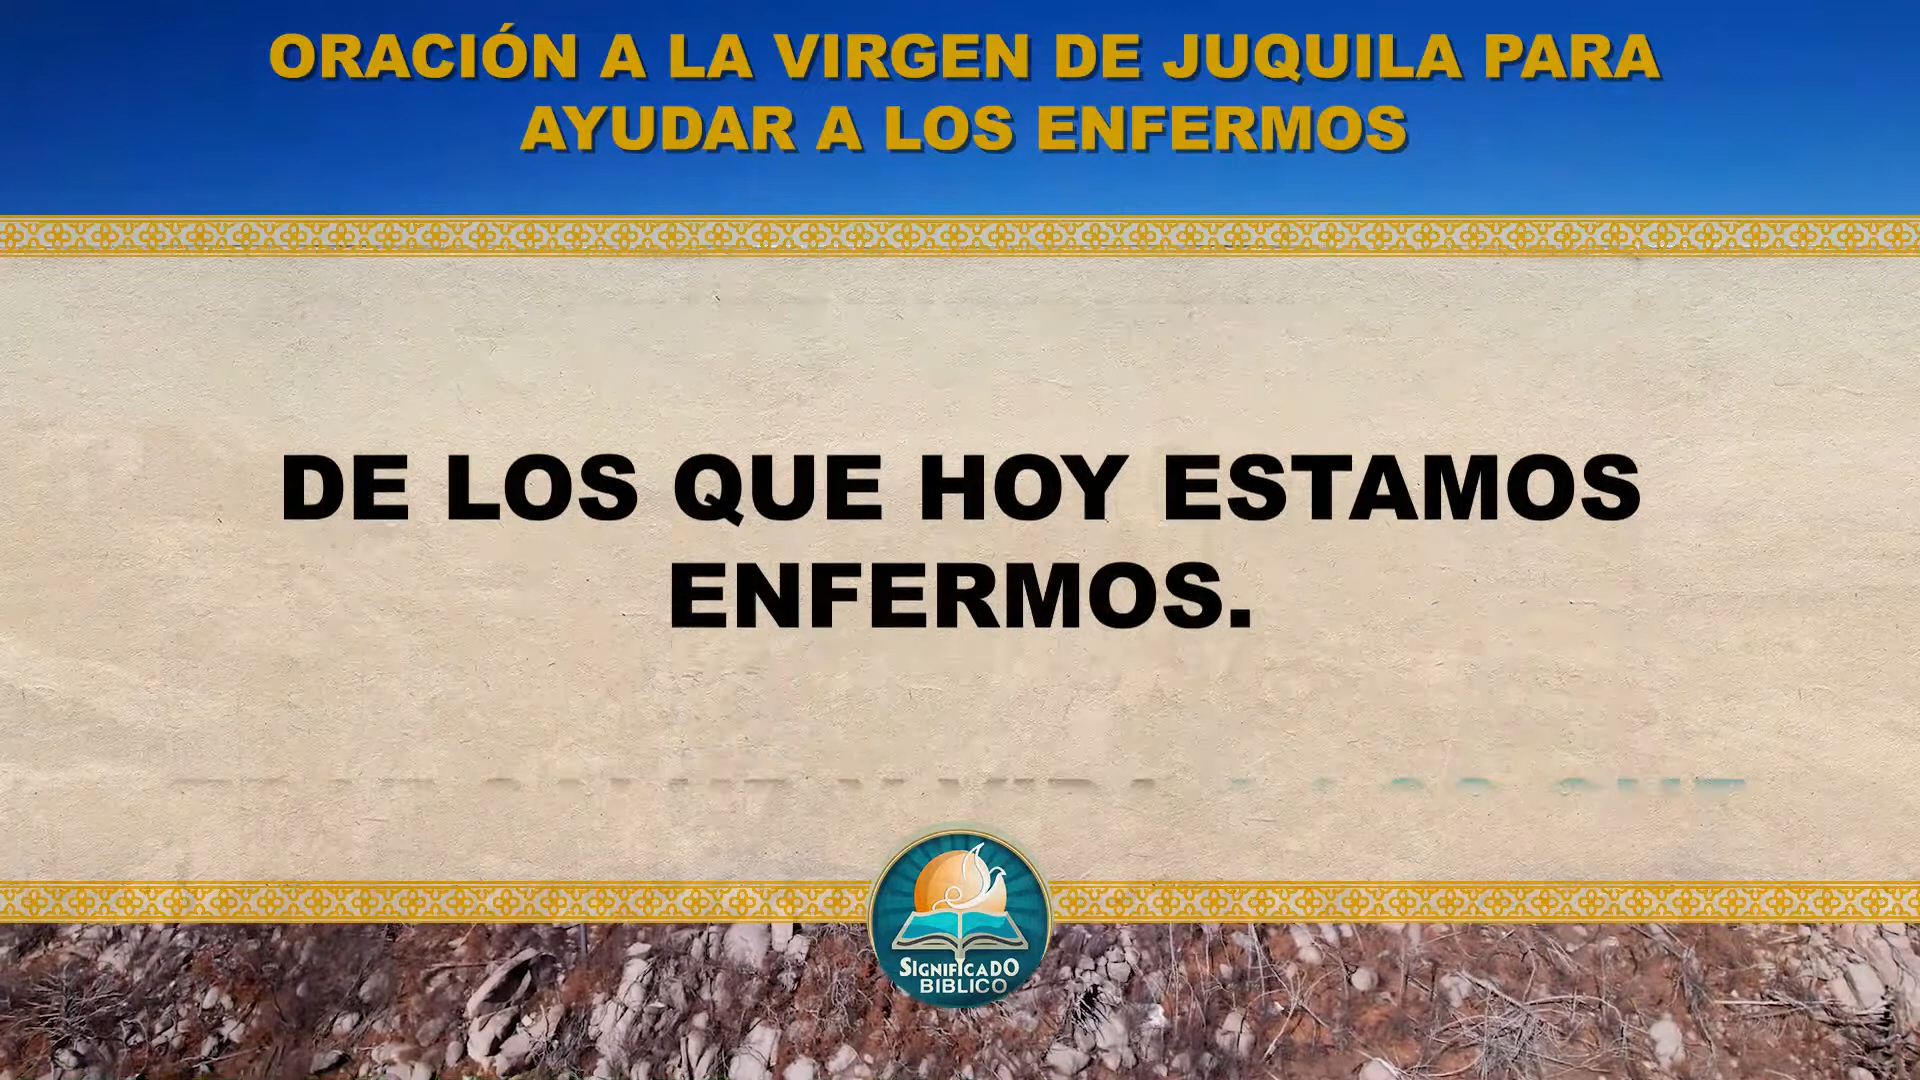 ORACIÓN A LA VIRGEN DE JUQUILA PARA
AYUDAR A LOS ENFERMOS
DE LOS QUE HOY ESTAMOS
ENFERMOS.
SIGNIFICADO
BIBLICO